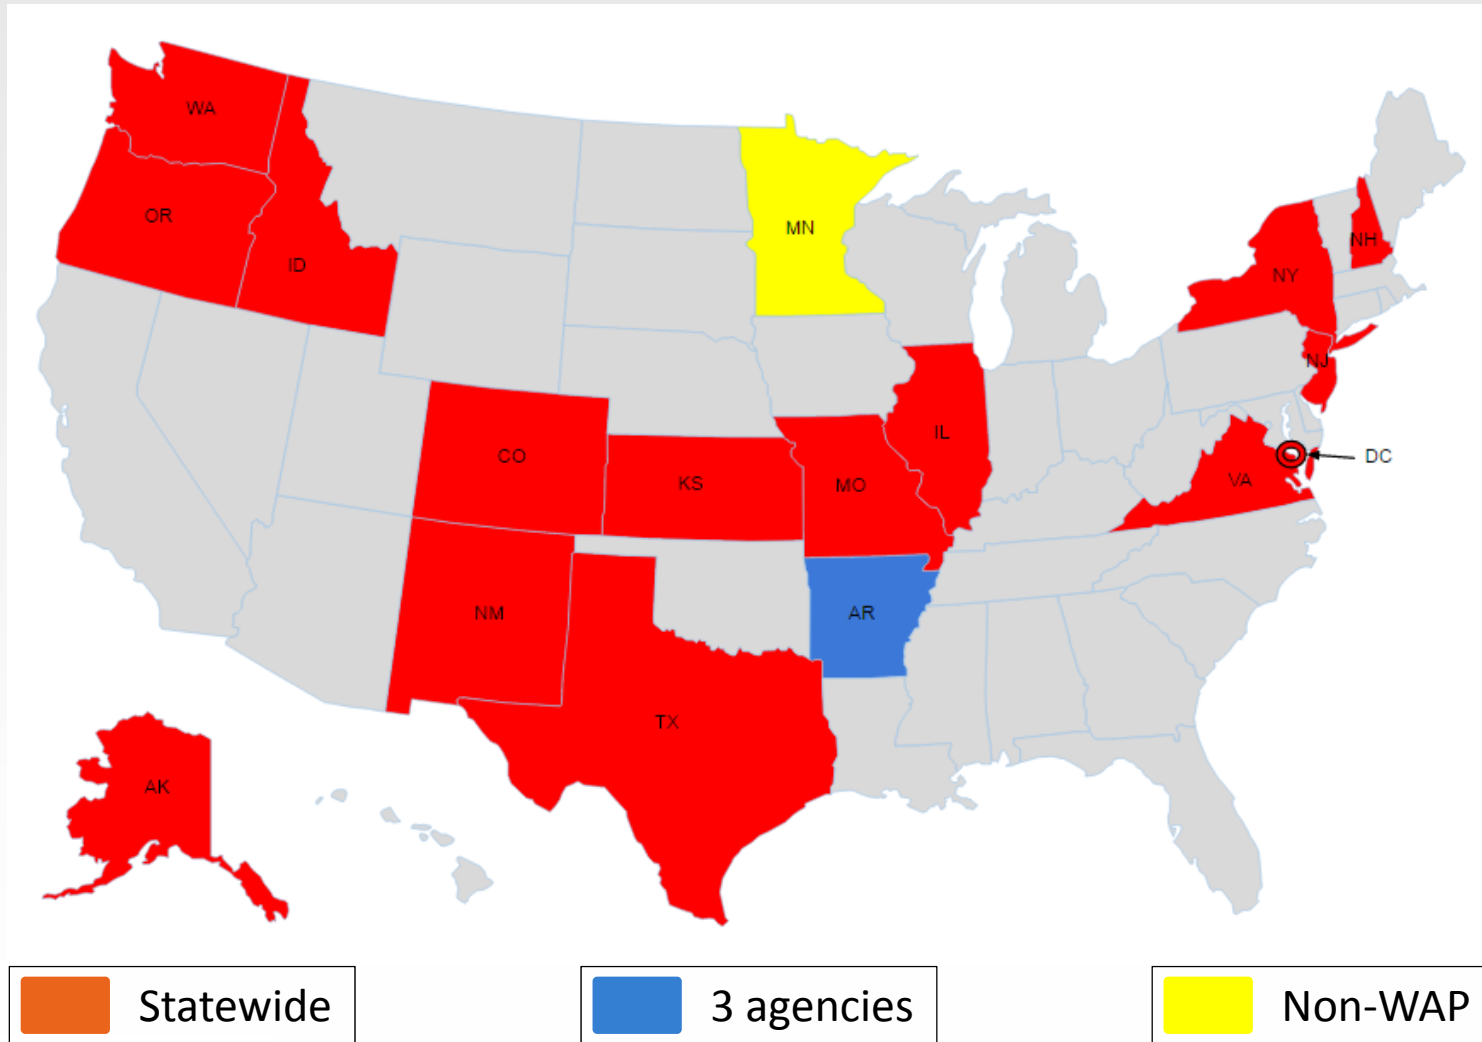 WA
OR
ID
MN
NH
NY
NJ
IL
CO
KS
MO
VA
DC
NM
AR
TX
AK
Statewide
3 agencies
Non-WAP